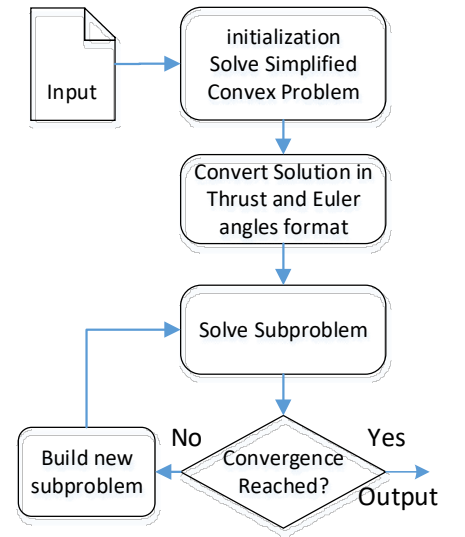 Input
initialization
Solve Simplified
Convex Problem
Convert Solution in
Thrust and Euler
angles format
Solve Subproblem
No
Yes
Build new
subproblem
Convergence
Reached?
Output